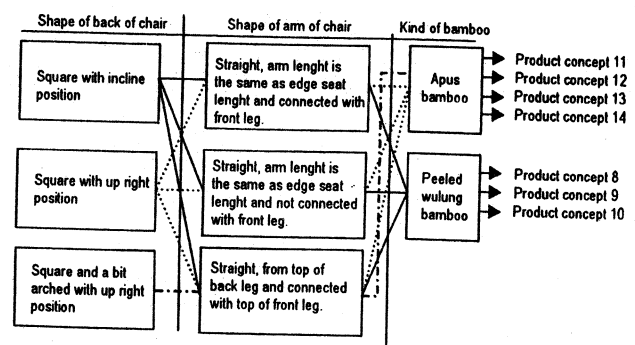 Shape of back of chair
Shape of arm of chair
Kind of bamboo
Square with incline
position
Square with up right
position
Square and a bit
arched with up right
position
Straight, arm lenght is
the same as edge seat
lenght and connected with
front leg.
Straight, arm lenght is
the same as edge seat
lenght and not connected
with front leg.
Straight, from top of
back leg and connected
with top of front leg.
Apus
bamboo
Peeled
wulung
bamboo
Product concept 11
Product concept 12
Product concept 13
Product concept 14
Product concept 8
Product concept 9
Product concept 10